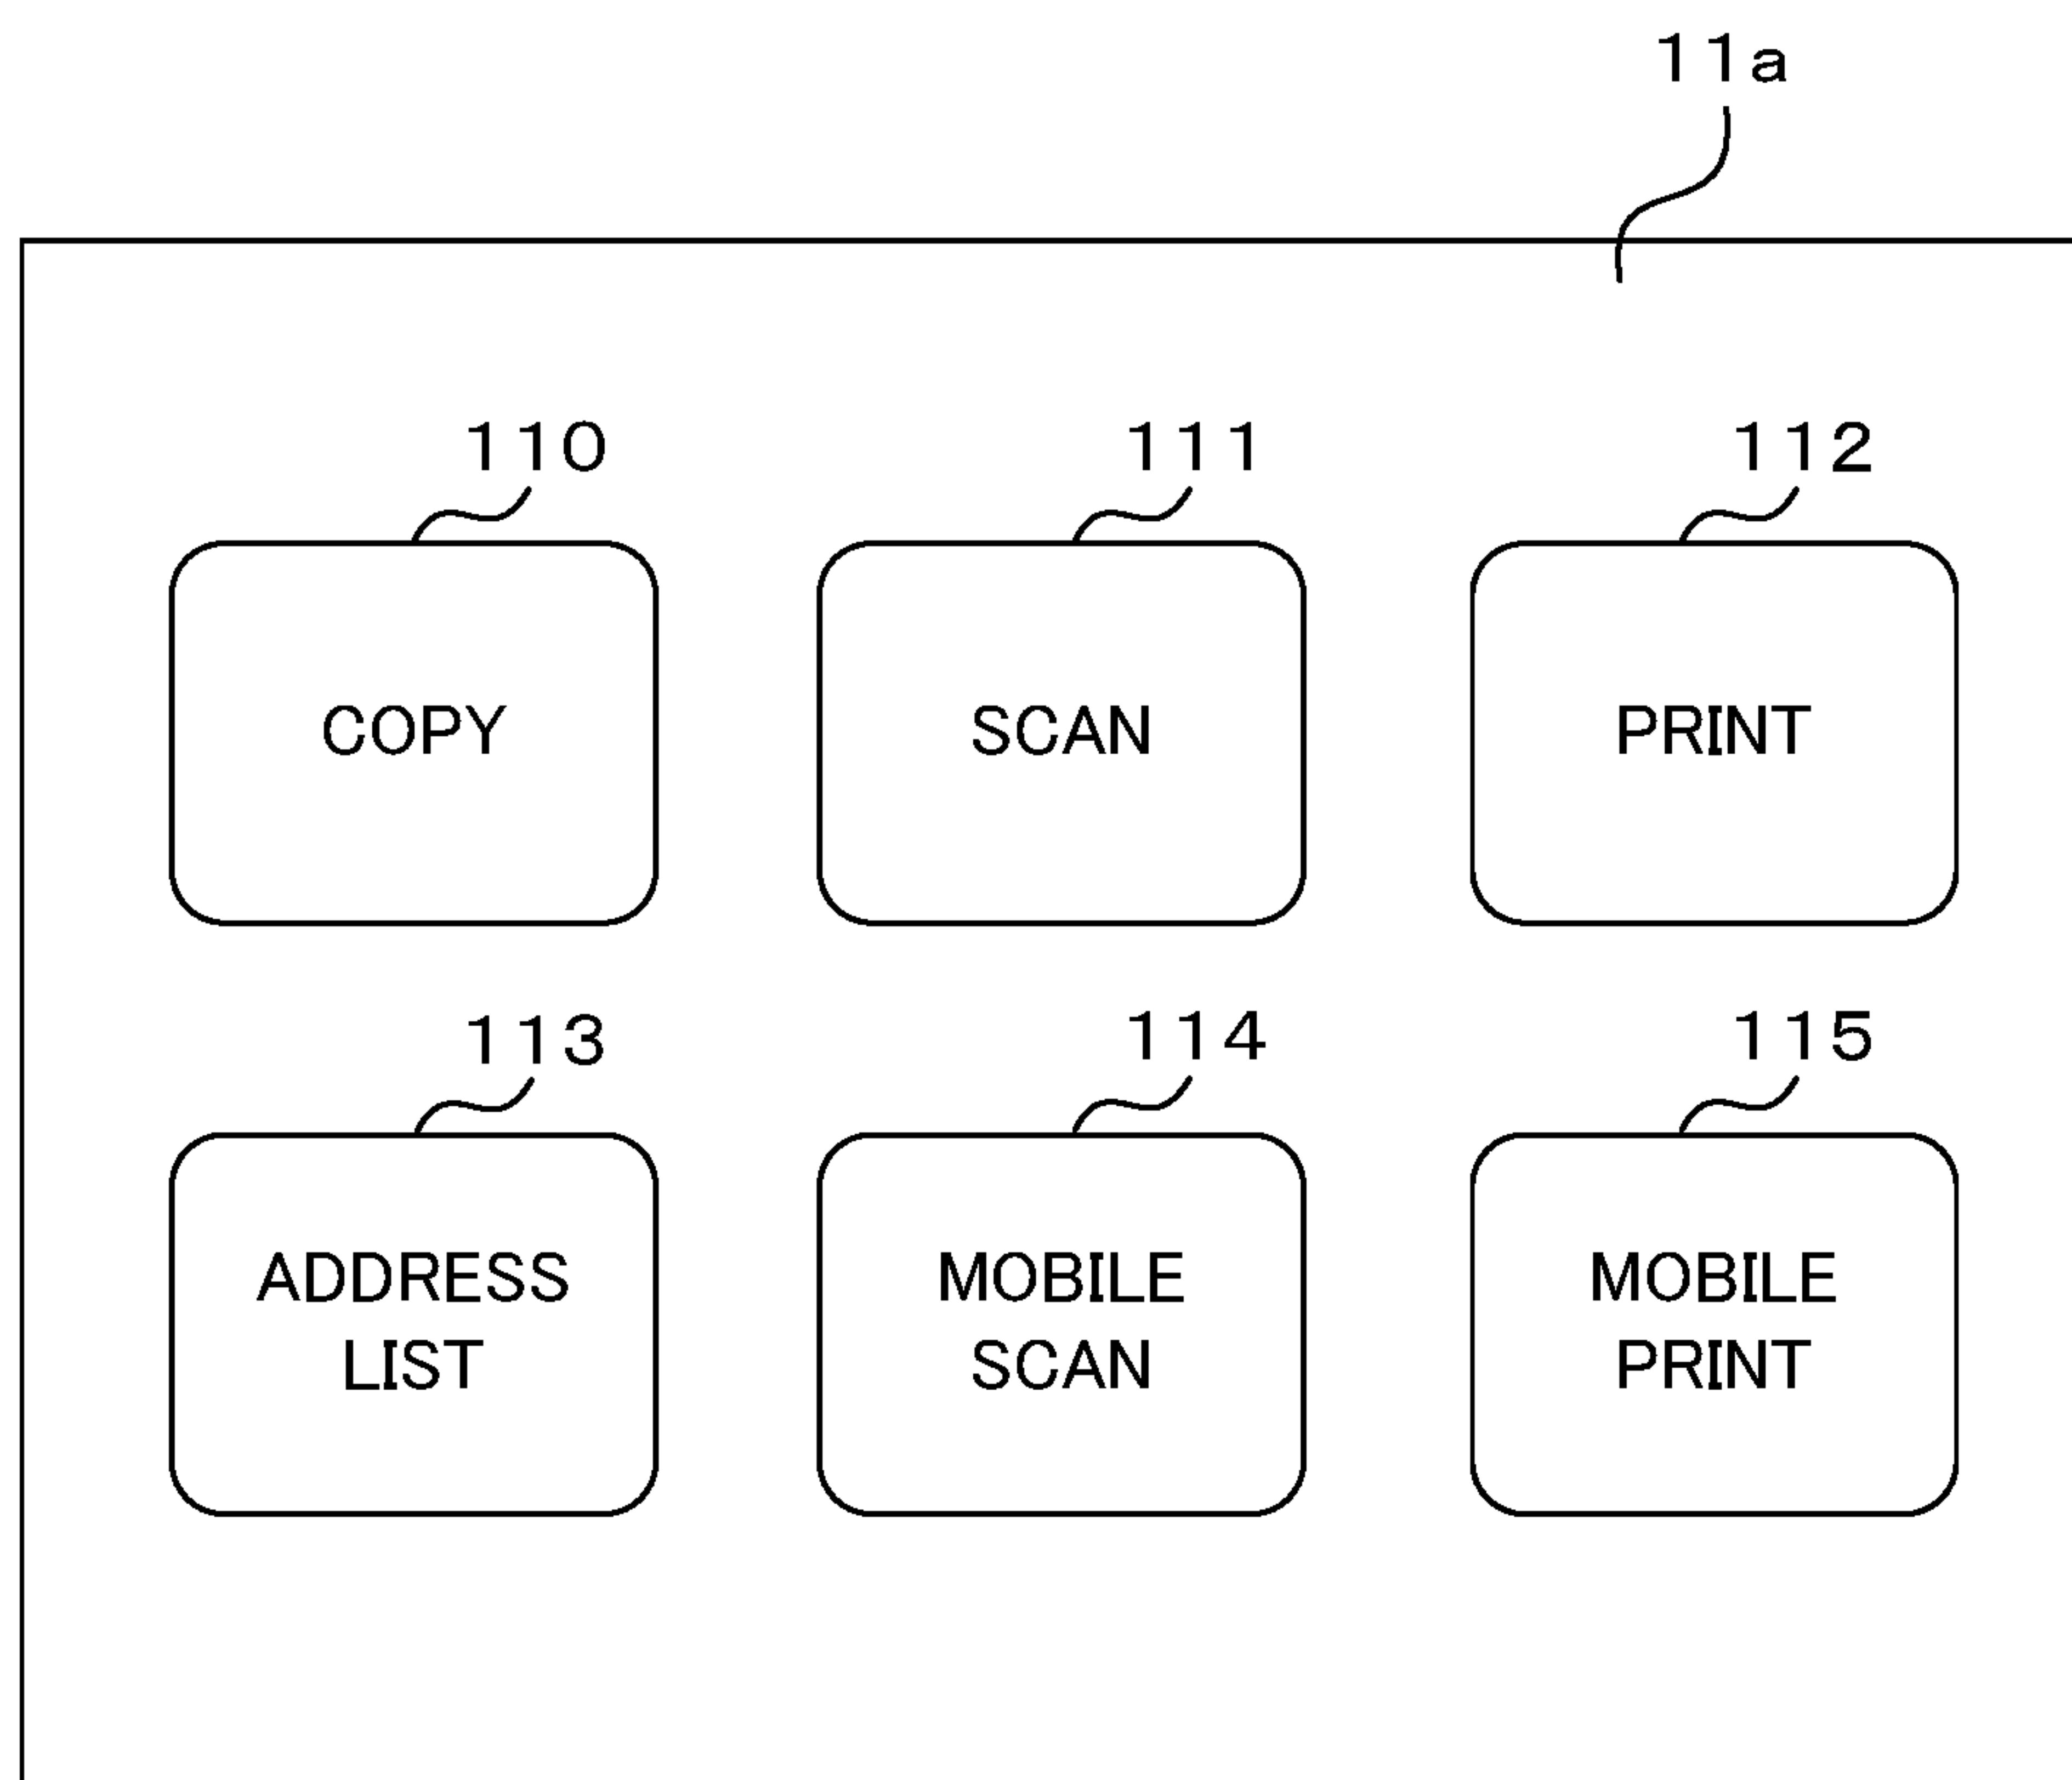 11a
110
111
112
COPY
SCAN
PRINT
113
114
115
ADDRESS
LIST
MOBILE
SCAN
MOBILE
PRINT